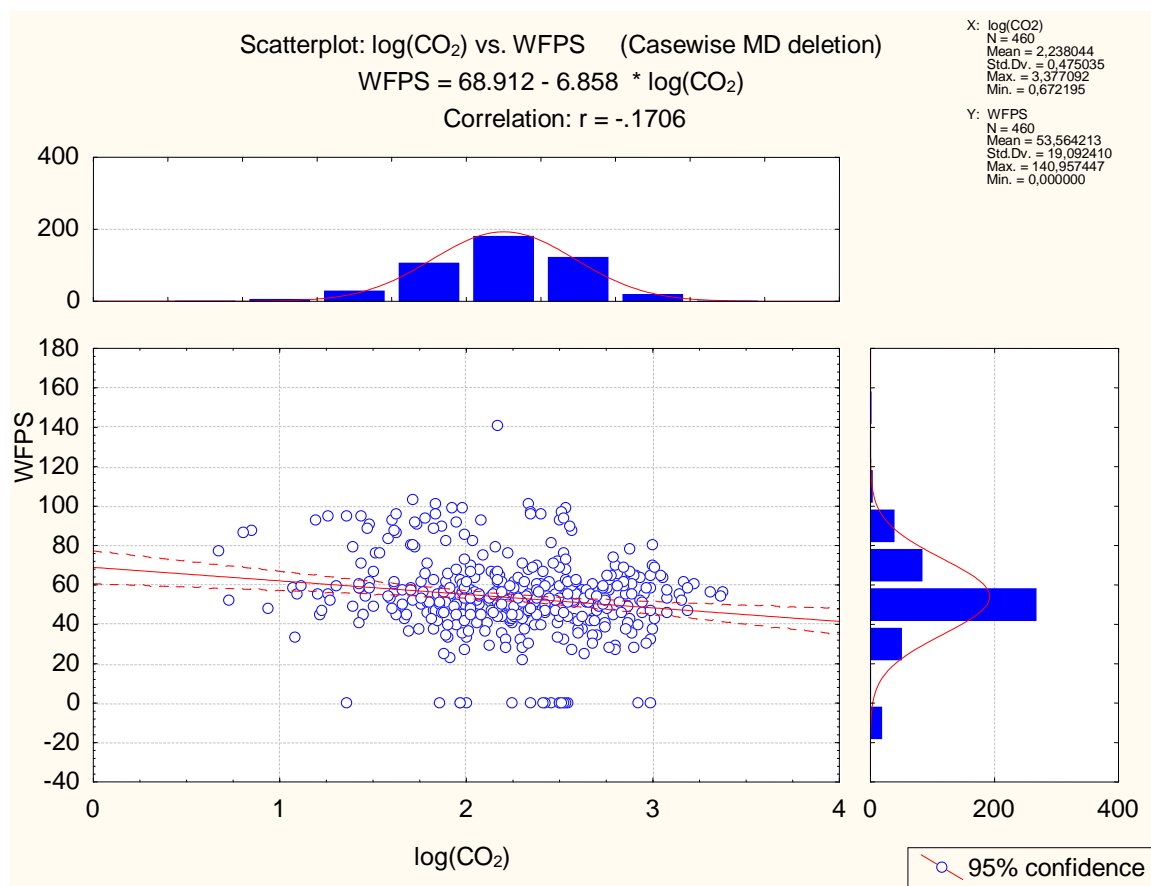 Scatterplot: log(CO₂) vs. WFPS (Casewise MD deletion)
WFPS = 68.912 - 6.858 * log(CO₂)
Correlation: r = -.1706
X: log(CO2)
N = 460
Mean = 2,238044
Std.Dv. = 0,475035
Max. = 3,377092
Min. = 0,672195
Y: WFPS
N = 460
Mean = 53,564213
Std.Dv. = 19,092410
Max. = 140,957447
Min. = 0,000000
400
200
0
180
160
140
120
100
80
60
40
20
0
-20
-40
WFPS
0 1 2 3 4
log(CO₂)
0 200 400
95% confidence